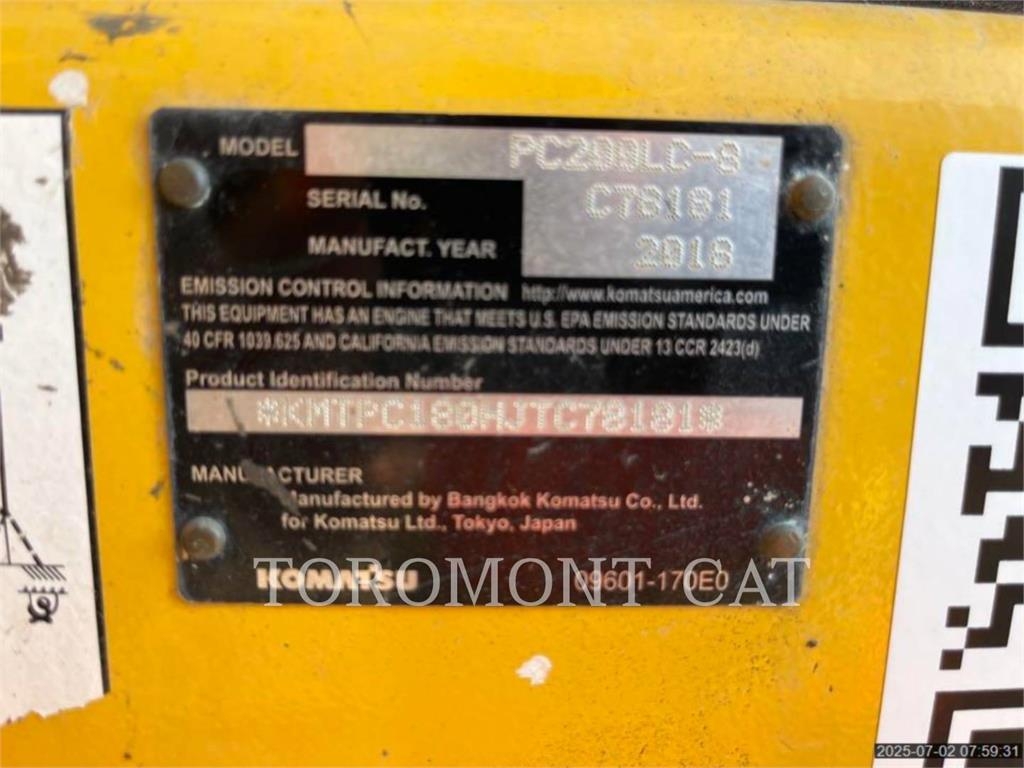 MODEL PC200LC-8
SERIAL No. C78181
MANUFACT. YEAR 2018
EMISSION CONTROL INFORMATION http://www.komatsuamerica.com
THIS EQUIPMENT HAS AN ENGINE THAT MEETS U.S. EPA EMISSION STANDARDS UNDER
40 CFR 1039.625 AND CALIFORNIA EMISSION STANDARDS UNDER 13 CCR 2423(d)
Product Identification Number
*KMTPC180HJTC78181*
MANU ACTURER
anufactured by Bangkok Komatsu Co., Ltd.
for Komatsu Ltd., Tokyo, Japan
KOMATSU 09601-170E0
TOROMONT CAT
2025-07-02 07:59:31